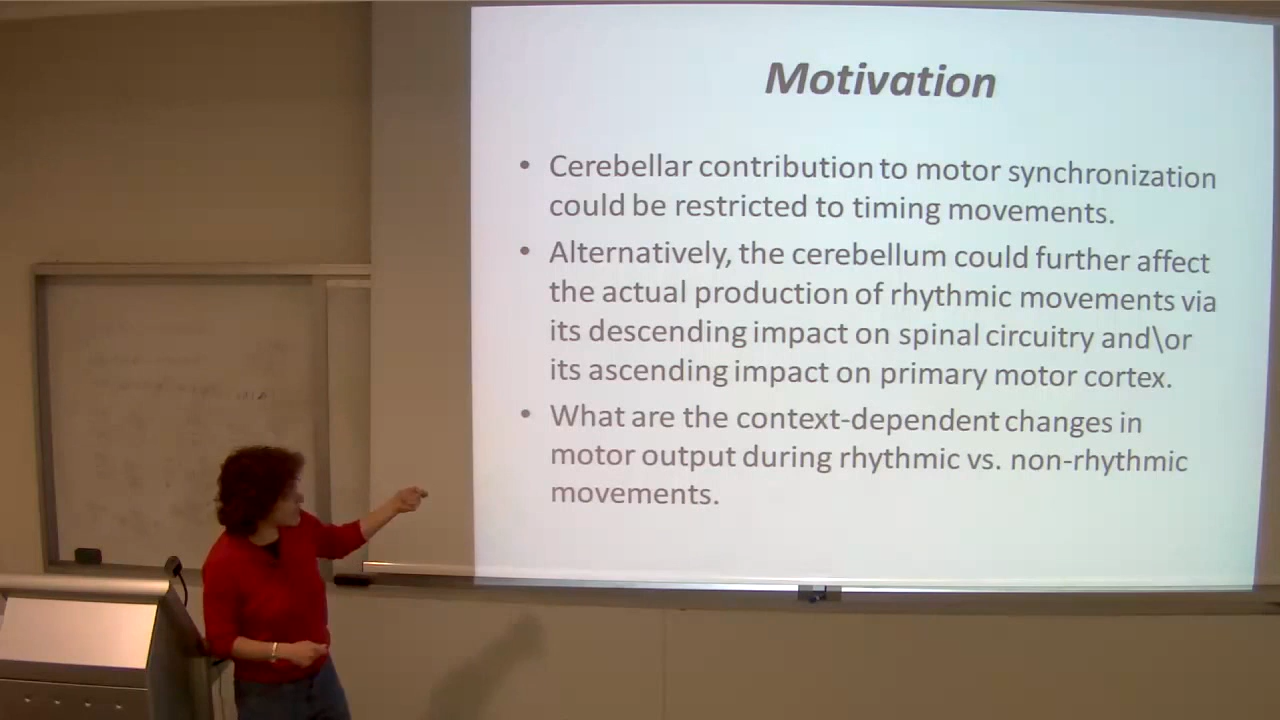 Motivation
• Cerebellar contribution to motor synchronization
could be restricted to timing movements.
• Alternatively, the cerebellum could further affect
the actual production of rhythmic movements via
its descending impact on spinal circuitry and\or
its ascending impact on primary motor cortex.
• What are the context-dependent changes in
motor output during rhythmic vs. non-rhythmic
movements.